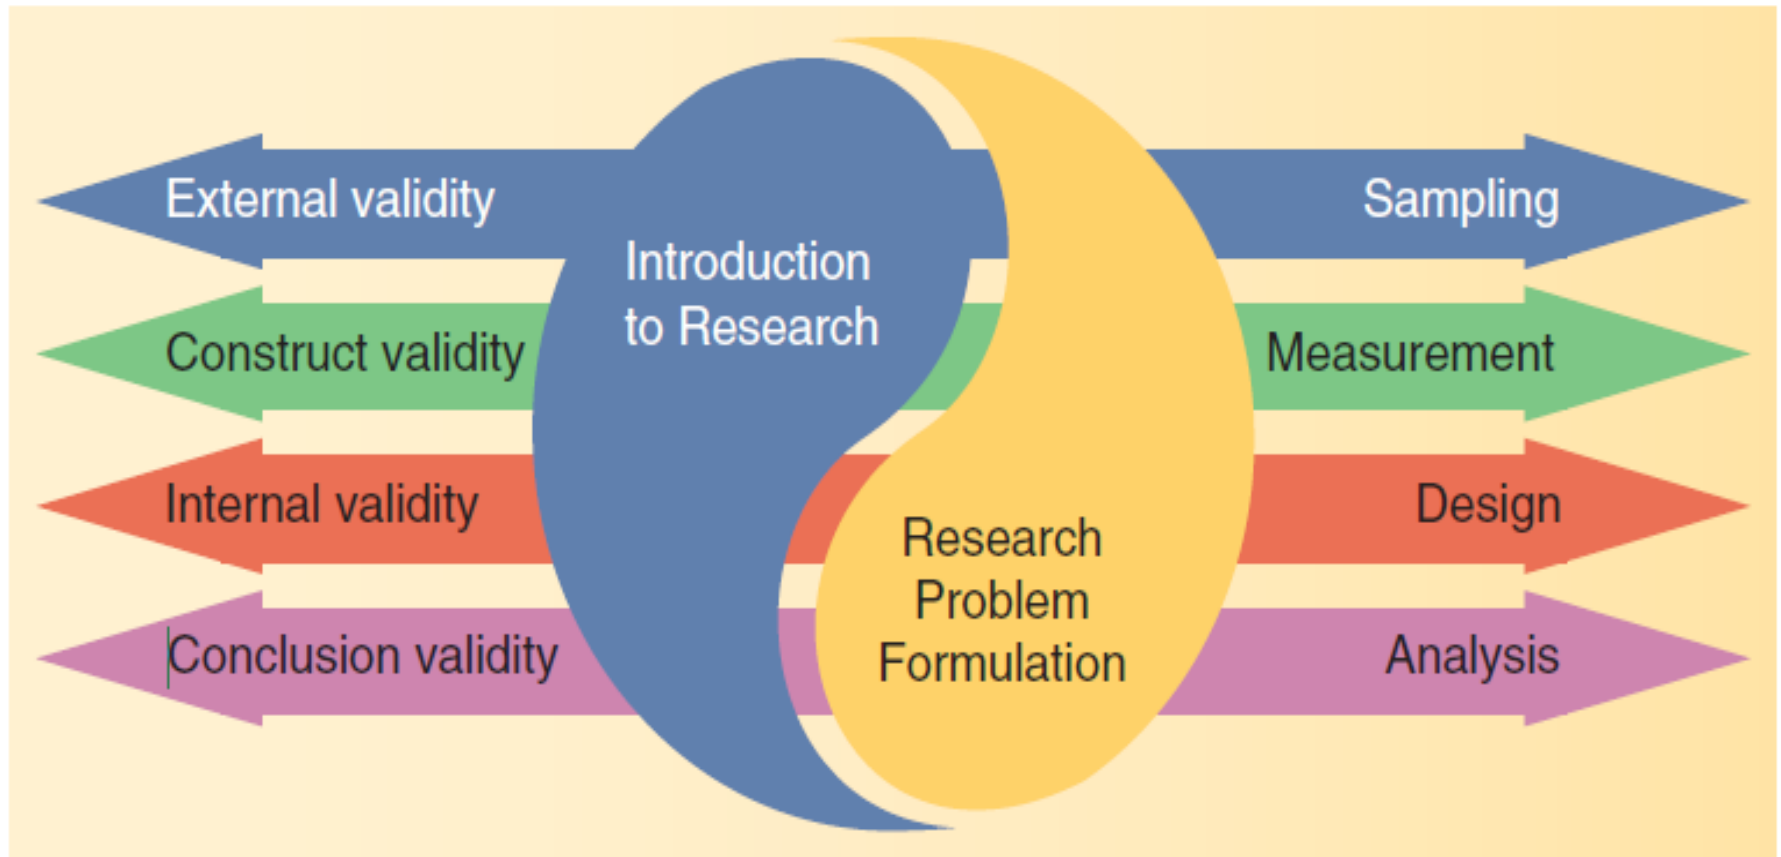 External validity
Sampling
Introduction
to Research
Construct validity
Measurement
Internal validity
Design
Research
Problem
Formulation
Conclusion validity
Analysis